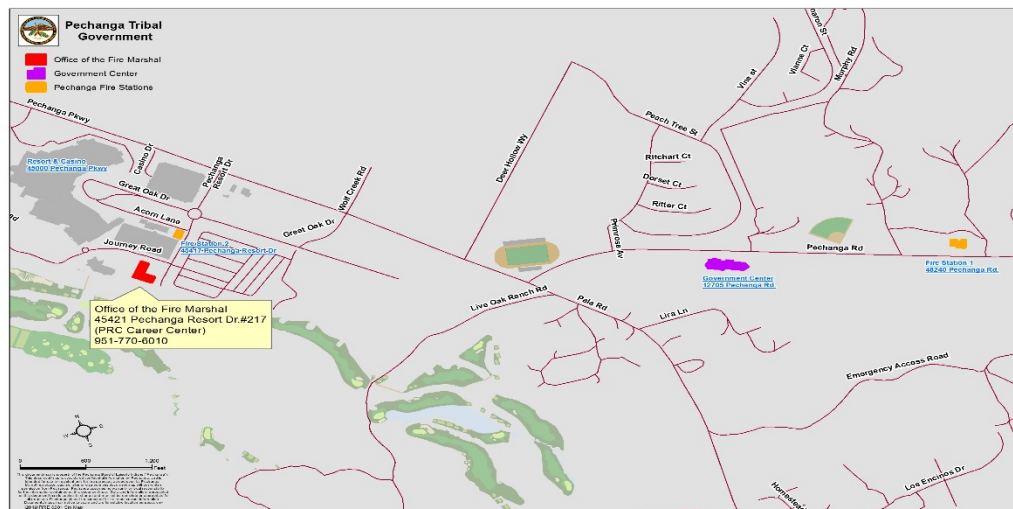 Pechanga Tribal
Government
Office of the Fire Marshal
Government Center
Pechanga Fire Stations
Pechanga Pkwy
Resort & Casino
45000 Pechanga Pkwy
Casino Dr
Pechanga
Resort Dr
Great Oak Dr
Acorn Lane
Journey Road
Fire Station 2
45417 Pechanga Resort Dr
Great Oak Dr
Wolf Creek Rd
Deer Hollow Wy
Peach Tree St
Vine st
Vianne Ct
Murphy Rd
Ritchart Ct
Dorset Ct
Ritter Ct
Primrose Av
Pechanga Rd
Government Center
12705 Pechanga Rd.
Fire Station 1
48240 Pechanga Rd.
Office of the Fire Marshal
45421 Pechanga Resort Dr.#217
(PRC Career Center)
951-770-6010
Live Oak Ranch Rd
Pala Rd
Lira Ln
Emergency Access Road
Los Encinos Dr
0 600 1,200
Feet